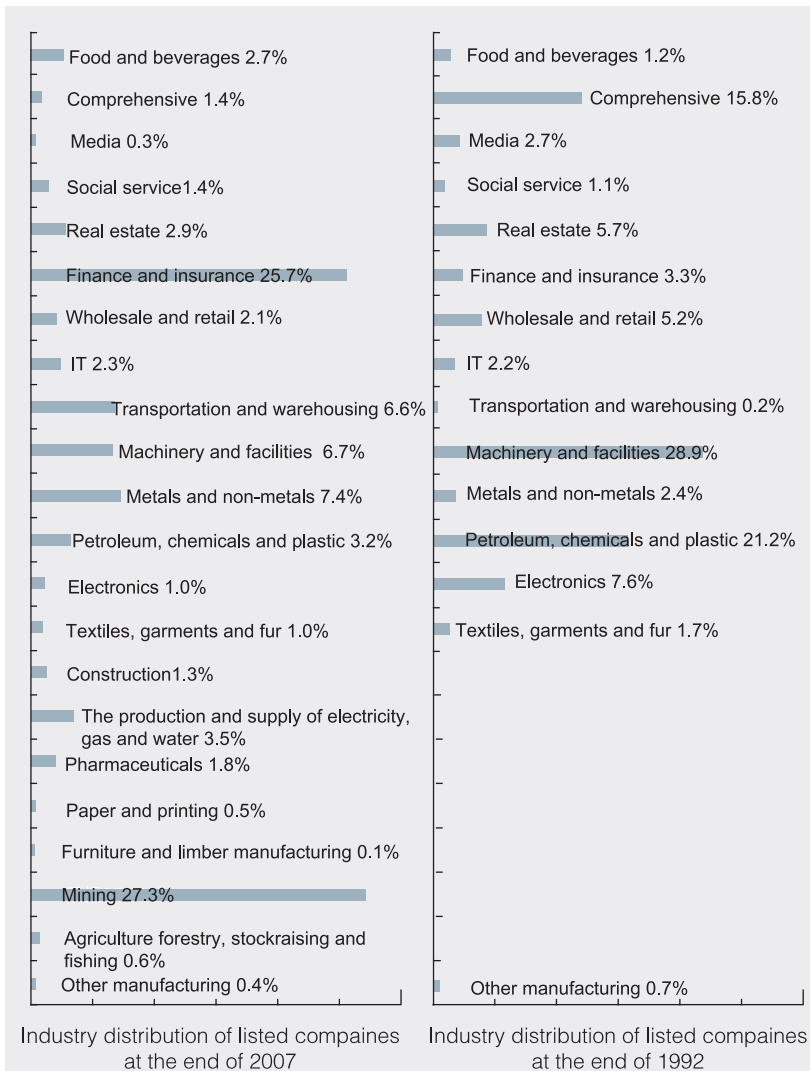 Food and beverages 2.7%
Comprehensive 1.4%
Media 0.3%
Social service1.4%
Real estate 2.9%
Finance and insurance 25.7%
Wholesale and retail 2.1%
IT 2.3%
Transportation and warehousing 6.6%
Machinery and facilities 6.7%
Metals and non-metals 7.4%
Petroleum, chemicals and plastic 3.2%
Electronics 1.0%
Textiles, garments and fur 1.0%
Construction1.3%
The production and supply of electricity,
gas and water 3.5%
Pharmaceuticals 1.8%
Paper and printing 0.5%
Furniture and limber manufacturing 0.1%
Mining 27.3%
Agriculture forestry, stockraising and
fishing 0.6%
Other manufacturing 0.4%
Industry distribution of listed compaines
at the end of 2007
Food and beverages 1.2%
Comprehensive 15.8%
Media 2.7%
Social service 1.1%
Real estate 5.7%
Finance and insurance 3.3%
Wholesale and retail 5.2%
IT 2.2%
Transportation and warehousing 0.2%
Machinery and facilities 28.9%
Metals and non-metals 2.4%
Petroleum, chemicals and plastic 21.2%
Electronics 7.6%
Textiles, garments and fur 1.7%
Other manufacturing 0.7%
Industry distribution of listed compaines
at the end of 1992